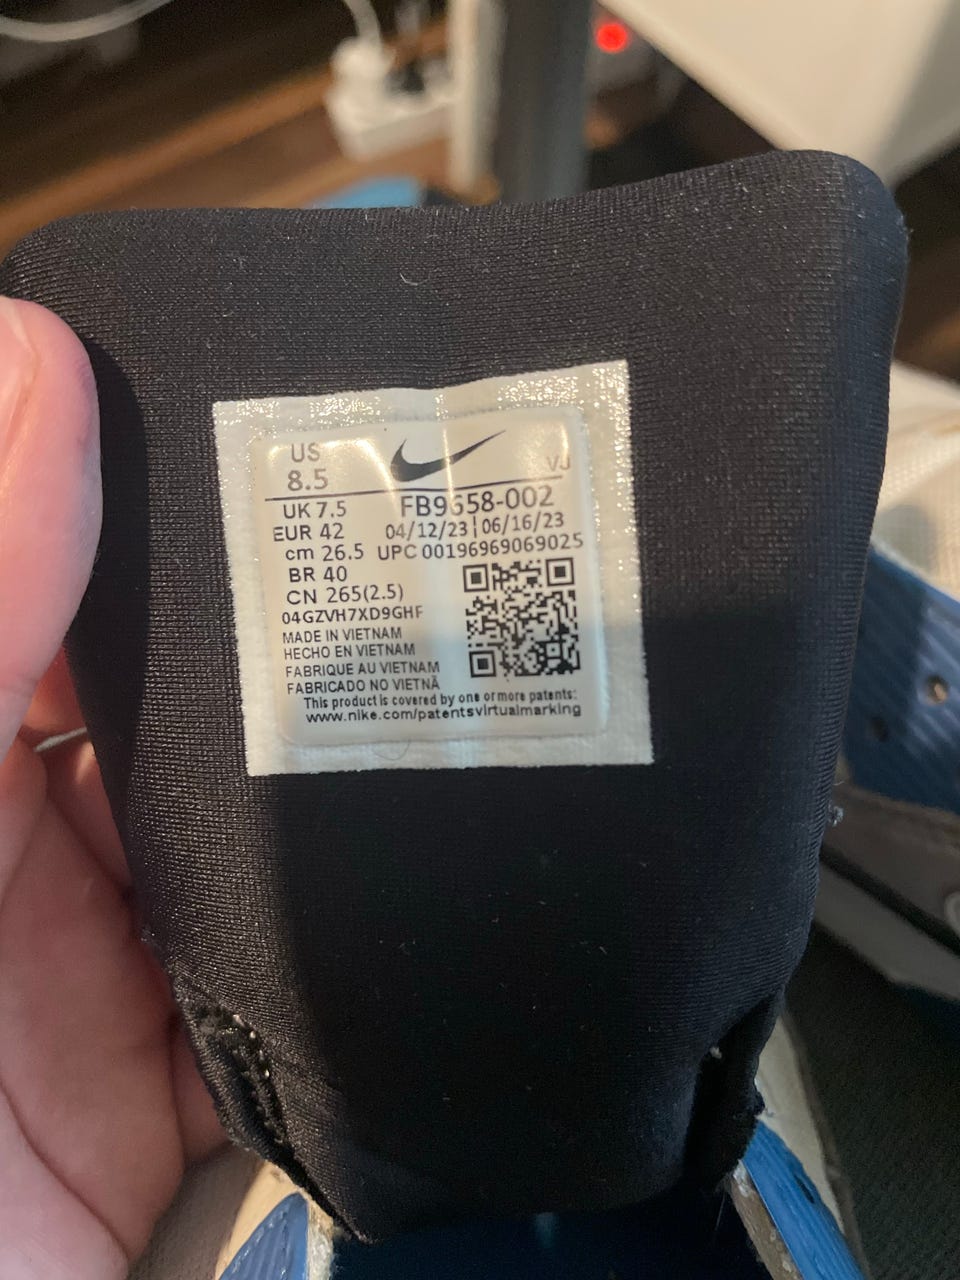 US
8.5
VJ
UK 7.5
FB9658-002
EUR 42
04/12/23 | 06/16/23
cm 26.5
UPC 00196969069025
BR 40
CN 265(2.5)
04GZVH7XD9GHF
MADE IN VIETNAM
HECHO EN VIETNAM
FABRIQUE AU VIETNAM
FABRICADO NO VIETNÃ
This product is covered by one or more patents:
www.nike.com/patentsvirtualmarking